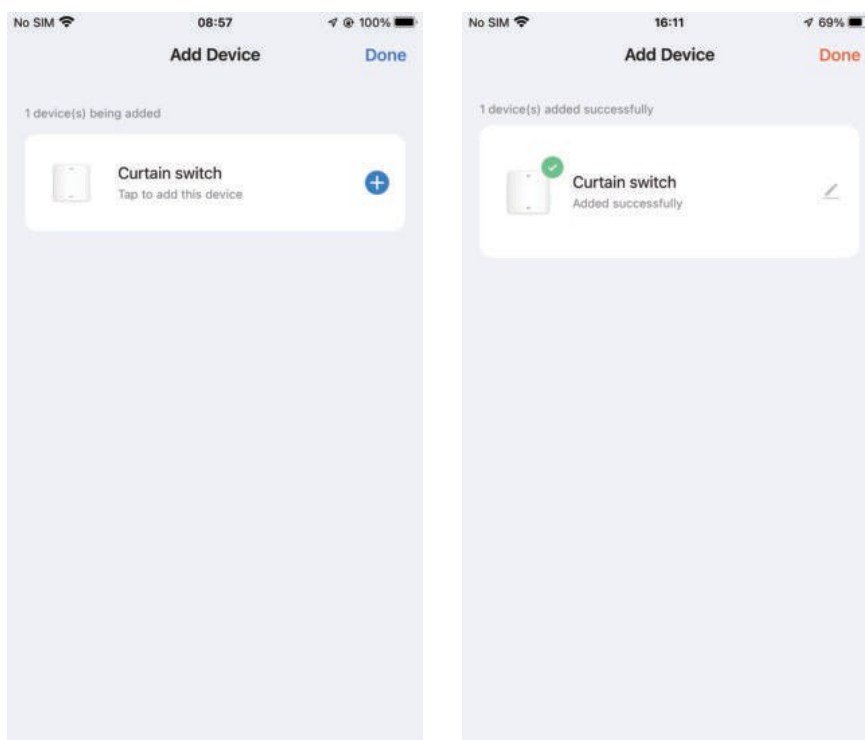 No SIM 08:57 100%
Add Device Done
1 device(s) being added
Curtain switch
Tap to add this device
No SIM 16:11 69%
Add Device Done
1 device(s) added successfully
Curtain switch
Added successfully